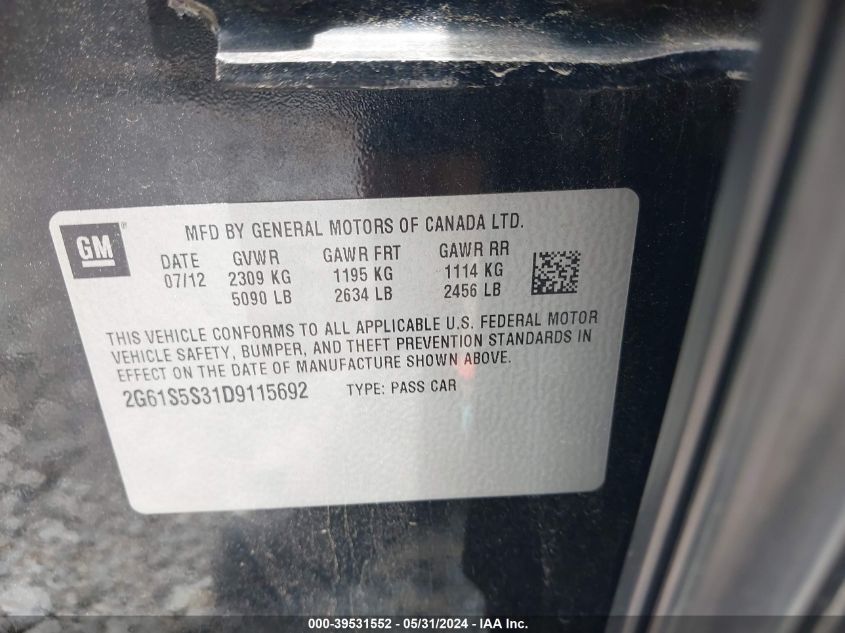 GM
MFD BY GENERAL MOTORS OF CANADA LTD.
DATE GVWR GAWR FRT GAWR RR
07/12 2309 KG 1195 KG 1114 KG
5090 LB 2634 LB 2456 LB
THIS VEHICLE CONFORMS TO ALL APPLICABLE U.S. FEDERAL MOTOR
VEHICLE SAFETY, BUMPER, AND THEFT PREVENTION STANDARDS IN
EFFECT ON THE DATE OF MANUFACTURE SHOWN ABOVE.
2G61S5S31D9115692 TYPE: PASS CAR
000-39531552 - 05/31/2024 - IAA Inc.